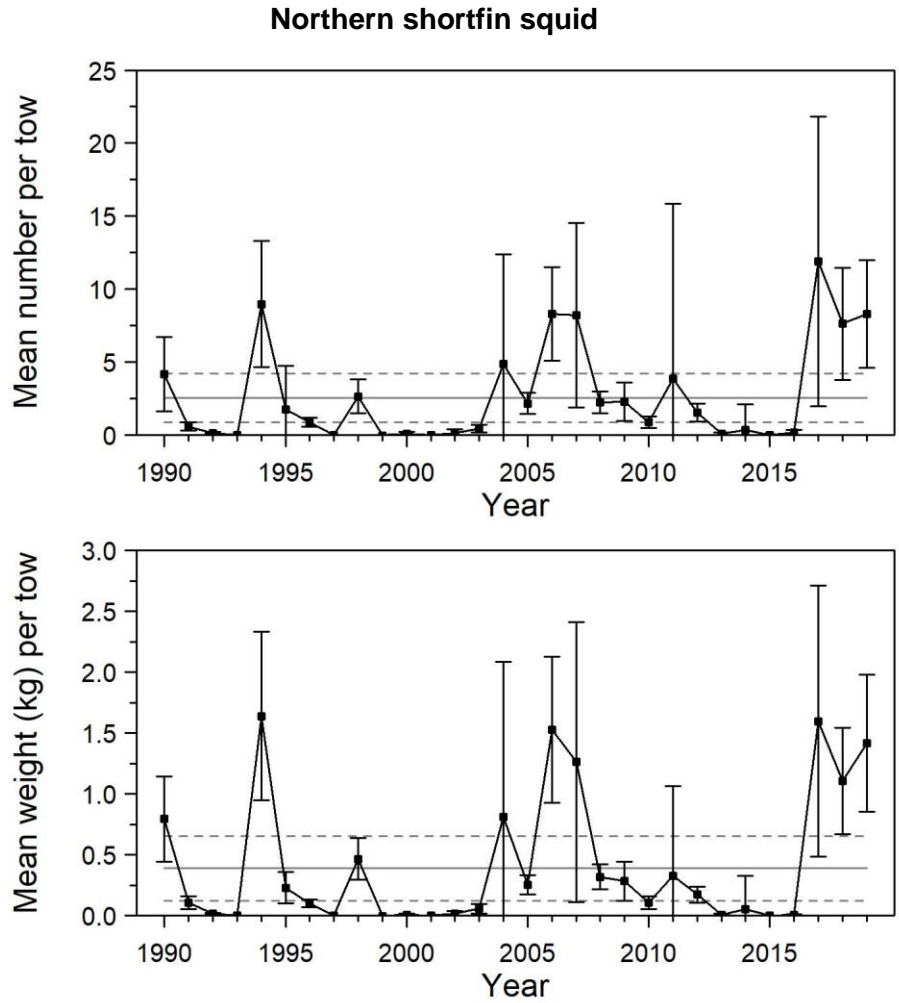 Northern shortfin squid
Mean number per tow
25
20
15
10
5
0
1990 1995 2000 2005 2010 2015
Year
Mean weight (kg) per tow
3.0
2.5
2.0
1.5
1.0
0.5
0.0
1990 1995 2000 2005 2010 2015
Year